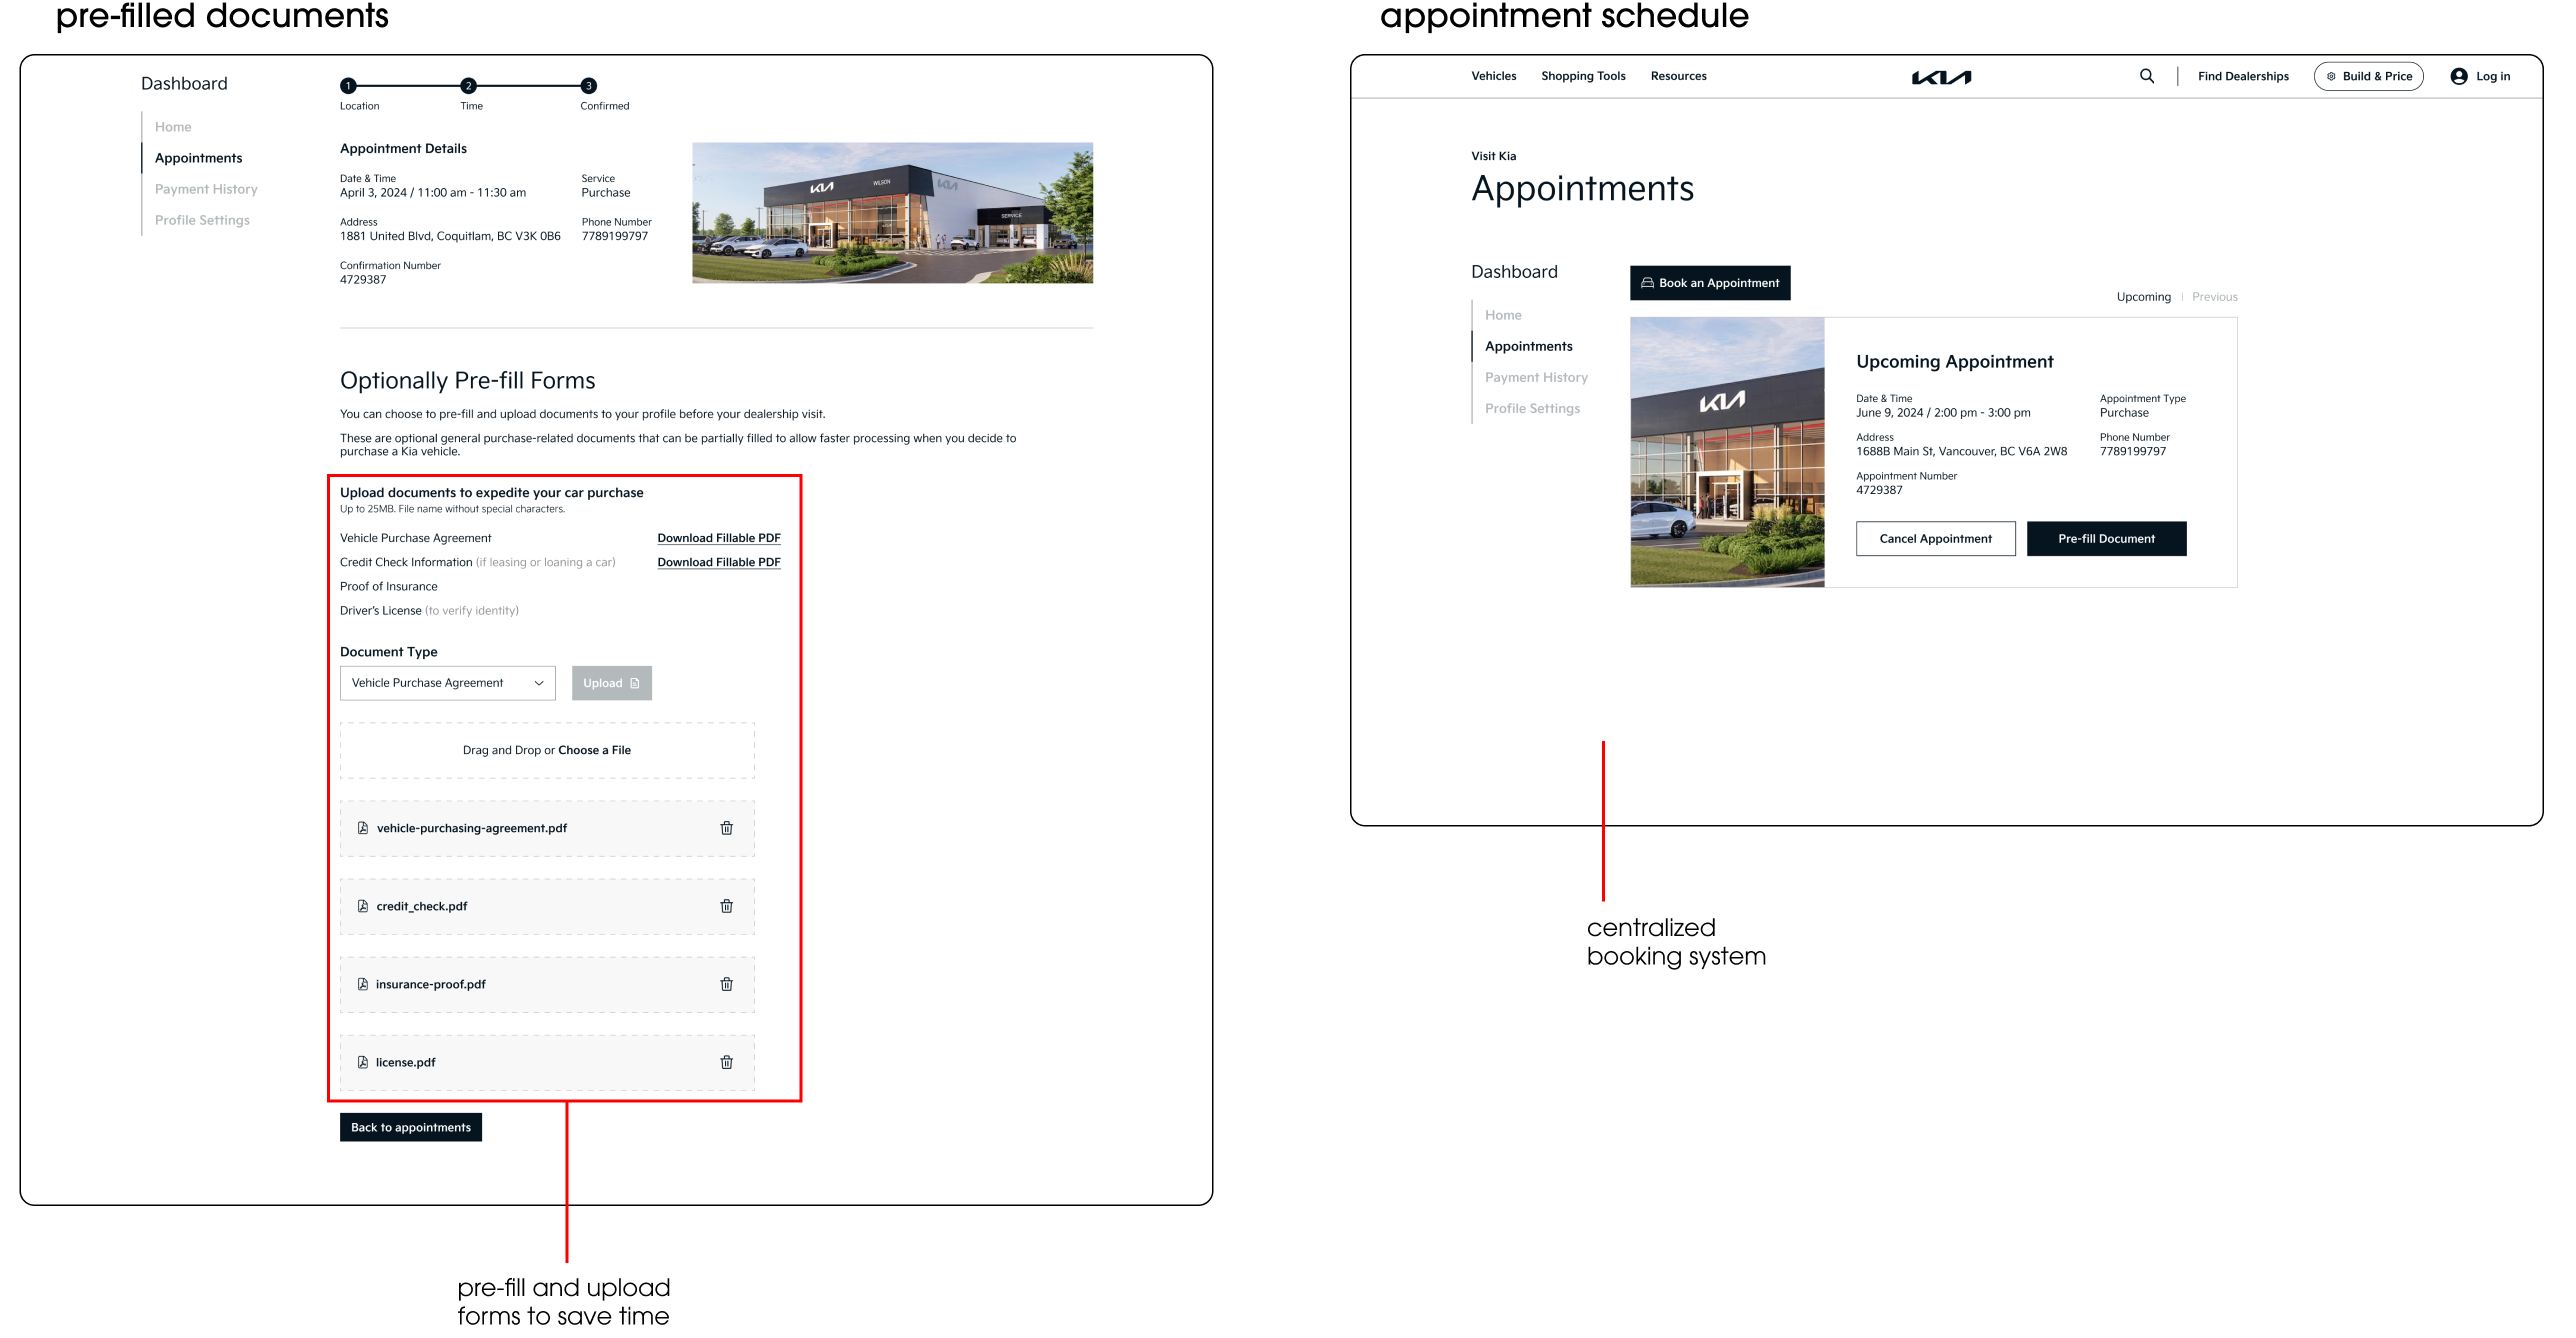 pre-filled documents
Dashboard
Home
Appointments
Payment History
Profile Settings
1
2
3
Location
Time
Confirmed
Appointment Details
Date & Time
April 3, 2024 / 11:00 am - 11:30 am
Service
Purchase
Address
1881 United Blvd, Coquitlam, BC V3K 0B6
Phone Number
7789199797
Confirmation Number
4729387
KIA
WILSON
KIA
SERVICE
Optionally Pre-fill Forms
You can choose to pre-fill and upload documents to your profile before your dealership visit.
These are optional general purchase-related documents that can be partially filled to allow faster processing when you decide to
purchase a Kia vehicle.
Upload documents to expedite your car purchase
Up to 25MB. File name without special characters.
Vehicle Purchase Agreement
Download Fillable PDF
Credit Check Information (if leasing or loaning a car)
Download Fillable PDF
Proof of Insurance
Driver's License (to verify identity)
Document Type
Vehicle Purchase Agreement
Upload
Drag and Drop or Choose a File
vehicle-purchasing-agreement.pdf
credit_check.pdf
insurance-proof.pdf
license.pdf
Back to appointments
pre-fill and upload
forms to save time
appointment schedule
Vehicles
Shopping Tools
Resources
KIA
Find Dealerships
Build & Price
Log in
Visit Kia
Appointments
Dashboard
Home
Appointments
Payment History
Profile Settings
Book an Appointment
Upcoming
Previous
KIA
Upcoming Appointment
Date & Time
June 9, 2024 / 2:00 pm - 3:00 pm
Appointment Type
Purchase
Address
1688B Main St, Vancouver, BC V6A 2W8
Phone Number
7789199797
Appointment Number
4729387
Cancel Appointment
Pre-fill Document
centralized
booking system